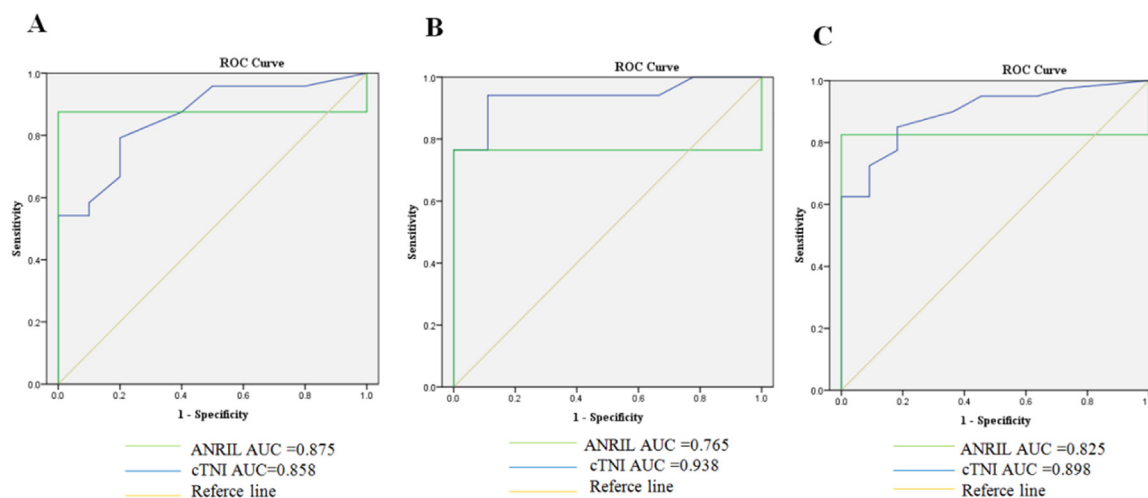 A
ROC Curve
1.0
0.8
0.6
0.4
0.2
0.0
Sensitivity
0.0 0.2 0.4 0.6 0.8 1.0
1 - Specificity
ANRIL AUC =0.875
cTNI AUC=0.858
Referce line
B
ROC Curve
1.0
0.8
0.6
0.4
0.2
0.0
Sensitivity
0.0 0.2 0.4 0.6 0.8 1.0
1 - Specificity
ANRIL AUC =0.765
cTNI AUC =0.938
Referce line
C
ROC Curve
1.0
0.8
0.6
0.4
0.2
0.0
Sensitivity
0.0 0.2 0.4 0.6 0.8 1.0
1 - Specificity
ANRIL AUC =0.825
cTNI AUC =0.898
Referce line